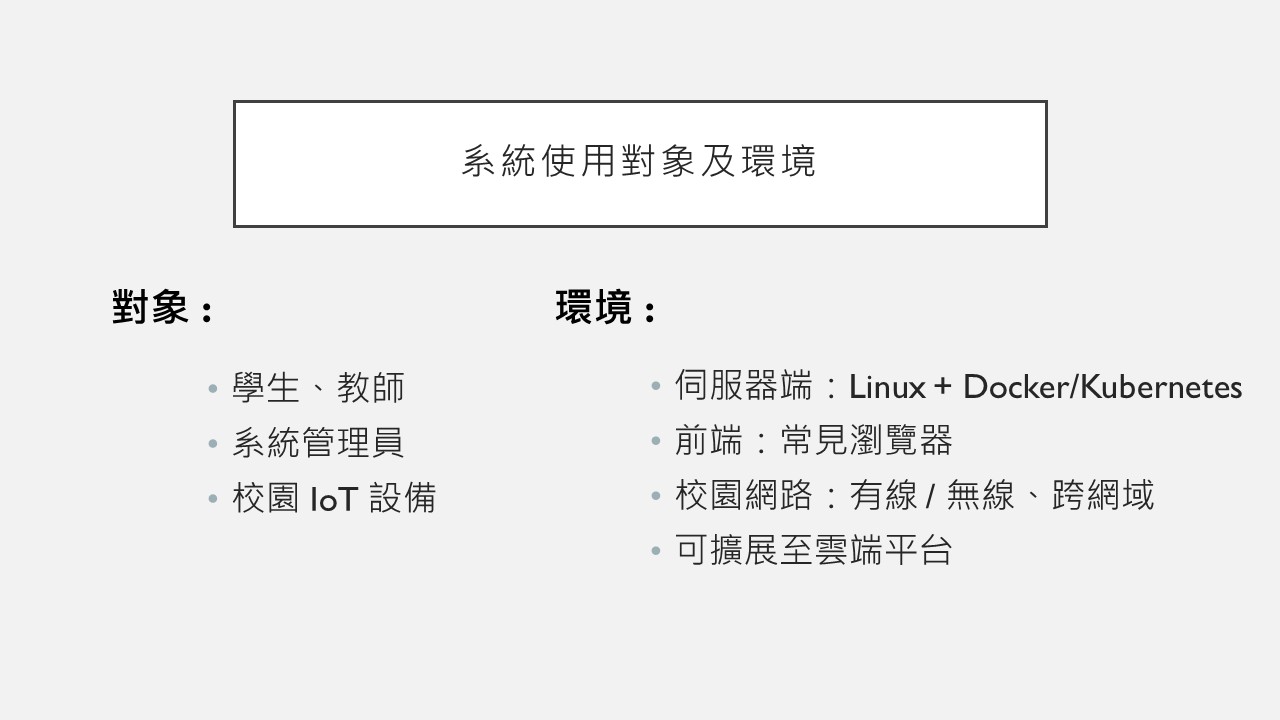 系統使用對象及環境
對象：
• 學生、教師
• 系統管理員
• 校園 IoT 設備
環境：
• 伺服器端：Linux + Docker/Kubernetes
• 前端：常見瀏覽器
• 校園網路：有線 / 無線、跨網域
• 可擴展至雲端平台